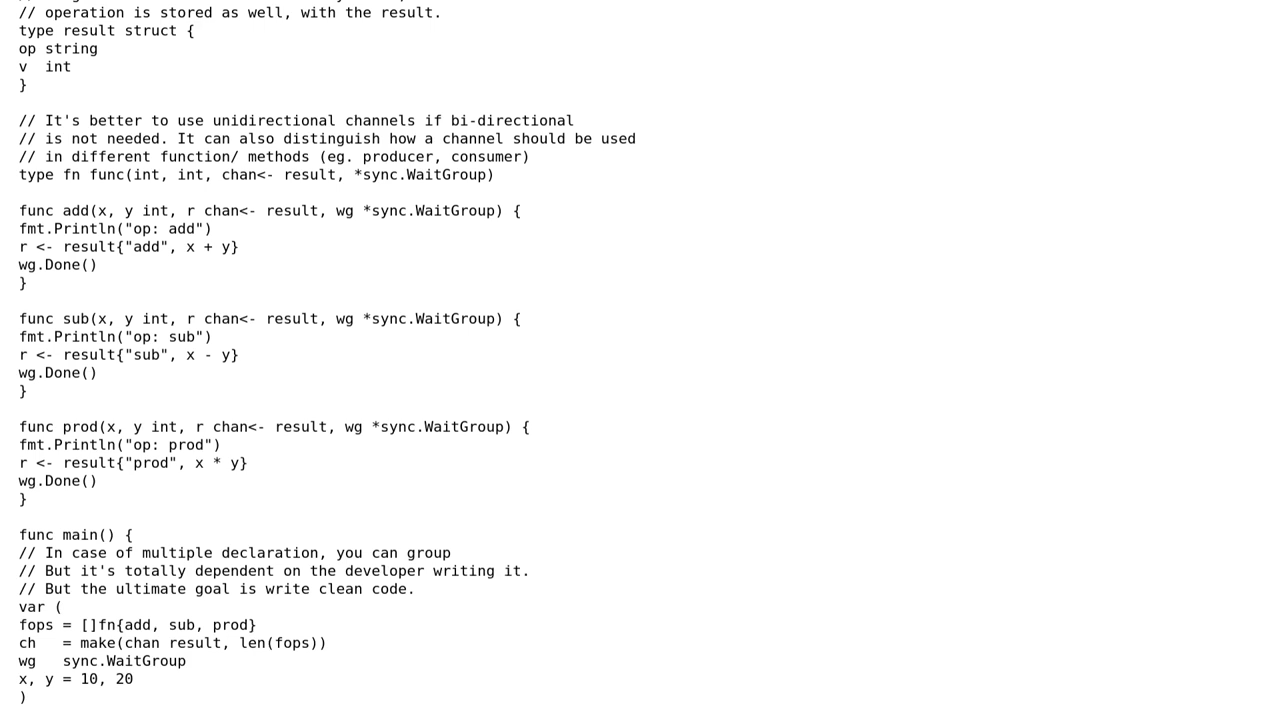 // operation is stored as well, with the result.
type result struct {
op string
v  int
}

// It's better to use unidirectional channels if bi-directional
// is not needed. It can also distinguish how a channel should be used
// in different function/ methods (eg. producer, consumer)
type fn func(int, int, chan<- result, *sync.WaitGroup)

func add(x, y int, r chan<- result, wg *sync.WaitGroup) {
fmt.Println("op: add")
r <- result{"add", x + y}
wg.Done()
}

func sub(x, y int, r chan<- result, wg *sync.WaitGroup) {
fmt.Println("op: sub")
r <- result{"sub", x - y}
wg.Done()
}

func prod(x, y int, r chan<- result, wg *sync.WaitGroup) {
fmt.Println("op: prod")
r <- result{"prod", x * y}
wg.Done()
}

func main() {
// In case of multiple declaration, you can group
// But it's totally dependent on the developer writing it.
// But the ultimate goal is write clean code.
var (
fops = []fn{add, sub, prod}
ch   = make(chan result, len(fops))
wg   sync.WaitGroup
x, y = 10, 20
)